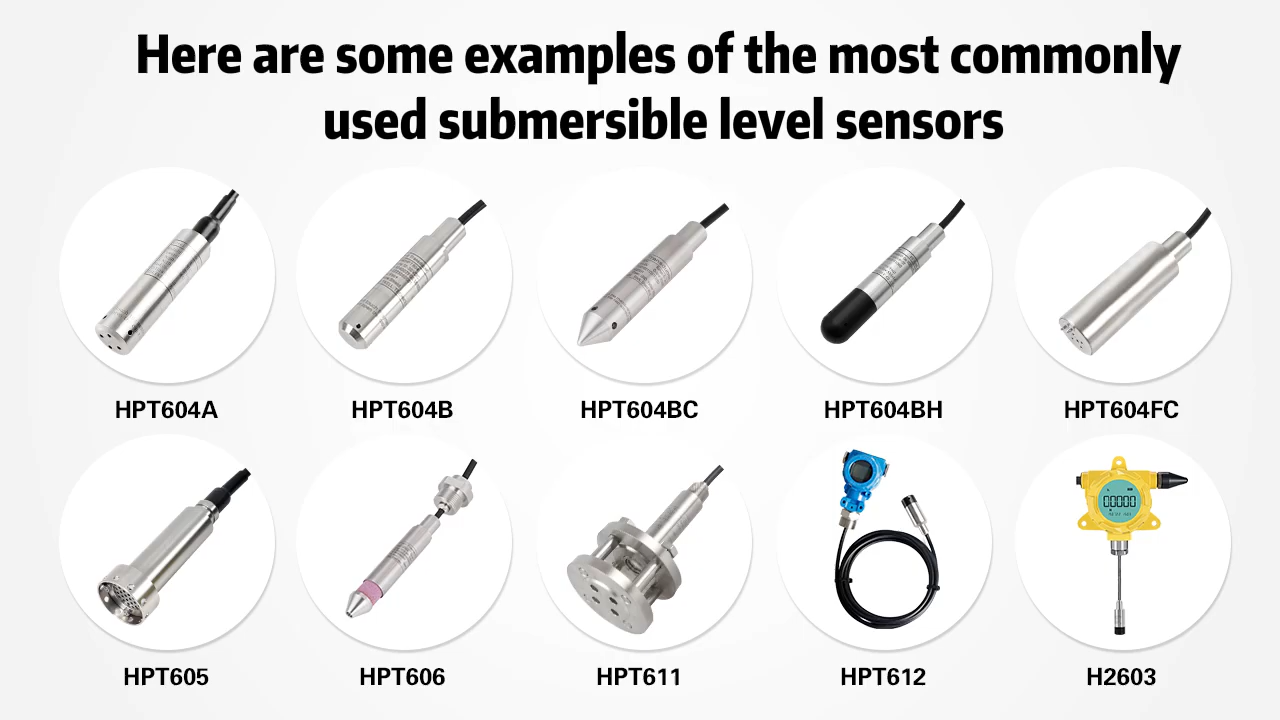 Here are some examples of the most commonly
used submersible level sensors
HPT604A
HPT604B
HPT604BC
HPT604BH
HPT604FC
00000
HPT605
HPT606
HPT611
HPT612
H2603